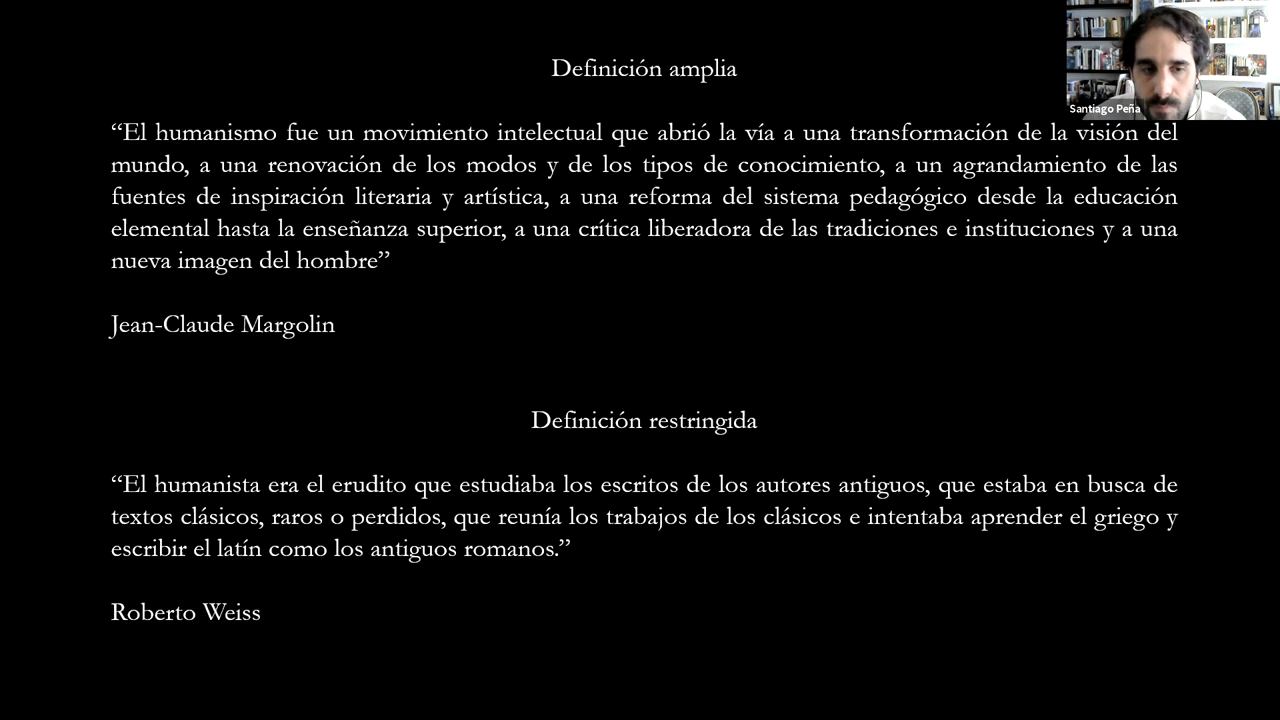 Definición amplia
Santiago Peña
“El humanismo fue un movimiento intelectual que abrió la vía a una transformación de la visión del
mundo, a una renovación de los modos y de los tipos de conocimiento, a un agrandamiento de las
fuentes de inspiración literaria y artística, a una reforma del sistema pedagógico desde la educación
elemental hasta la enseñanza superior, a una crítica liberadora de las tradiciones e instituciones y a una
nueva imagen del hombre”
Jean-Claude Margolin
Definición restringida
“El humanista era el erudito que estudiaba los escritos de los autores antiguos, que estaba en busca de
textos clásicos, raros o perdidos, que reunía los trabajos de los clásicos e intentaba aprender el griego y
escribir el latín como los antiguos romanos.”
Roberto Weiss